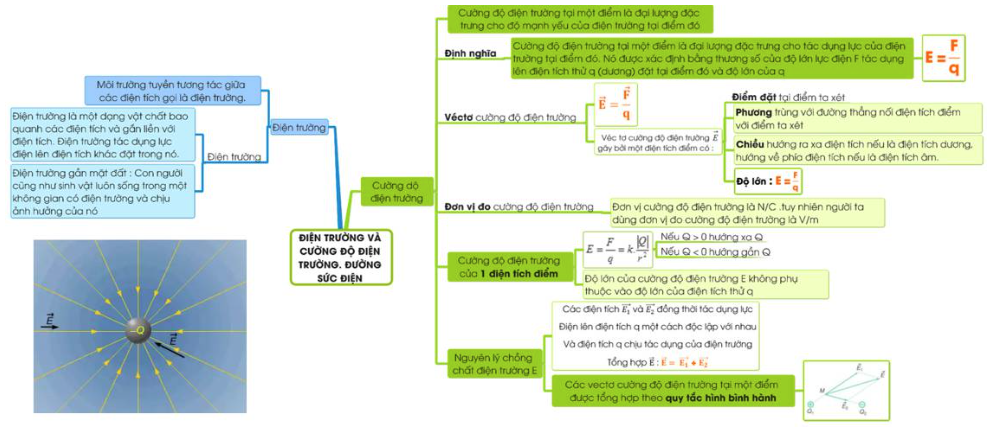 ĐIỆN TRƯỜNG VÀ
CƯỜNG ĐỘ ĐIỆN
TRƯỜNG. ĐƯỜNG
SỨC ĐIỆN
Điện trường
Môi trường tuyền tương tác giữa
các điện tích gọi là điện trường.
Điện trường
Điện trường là một dạng vật chất bao
quanh các điện tích và gắn liền với
điện tích. Điện trường tác dụng lực
điện lên điện tích khác đặt trong nó.
Điện trường gần mặt đất : Con người
cũng như sinh vật luôn sống trong một
không gian có điện trường và chịu
ảnh hưởng của nó
E⃗
-Q
E⃗
Cường độ
điện trường
Cường độ điện trường tại một điểm là đại lượng đặc
trưng cho độ mạnh yếu của điện trường tại điểm đó
Định nghĩa
Cường độ điện trường tại một điểm là đại lượng đặc trưng cho tác dụng lực của điện
trường tại điểm đó. Nó được xác định bằng thương số của độ lớn lực điện F tác dụng
lên điện tích thử q (dương) đặt tại điểm đó và độ lớn của q
E = F/q
Véctơ cường độ điện trường
E⃗ = F⃗/q
Véc tơ cường độ điện trường E⃗
gây bởi một điện tích điểm có :
Điểm đặt tại điểm ta xét
Phương trùng với đường thẳng nối điện tích điểm
với điểm ta xét
Chiều hướng ra xa điện tích nếu là điện tích dương,
hướng về phía điện tích nếu là điện tích âm.
Độ lớn : E = F/q
Đơn vị đo cường độ điện trường
Đơn vị cường độ điện trường là N/C .tuy nhiên người ta
dùng đơn vị đo cường độ điện trường là V/m
Cường độ điện trường
của 1 điện tích điểm
E = F/q = k.|Q|/r²
Nếu Q > 0 hướng xa Q
Nếu Q < 0 hướng gần Q
Độ lớn của cường độ điện trường E không phụ
thuộc vào độ lớn của điện tích thử q
Nguyên lý chồng
chất điện trường E
Các điện tích E₁⃗ và E₂⃗ đồng thời tác dụng lực
Điện lên điện tích q một cách độc lập với nhau
Và điện tích q chịu tác dụng của điện trường
Tổng hợp E⃗ : E⃗ = E₁⃗ + E₂⃗
Các vectơ cường độ điện trường tại một điểm
được tổng hợp theo quy tắc hình bình hành
E₁⃗
M
E⃗
E₂⃗
Q₁
Q₂